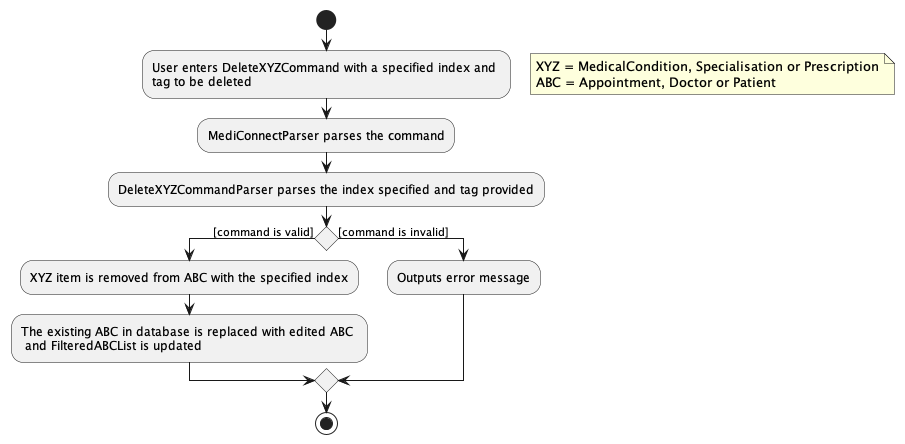 User enters DeleteXYZCommand with a specified index and
tag to be deleted
XYZ = MedicalCondition, Specialisation or Prescription
ABC = Appointment, Doctor or Patient
MediConnectParser parses the command
DeleteXYZCommandParser parses the index specified and tag provided
[command is valid]
[command is invalid]
XYZ item is removed from ABC with the specified index
Outputs error message
The existing ABC in database is replaced with edited ABC
and FilteredABCList is updated